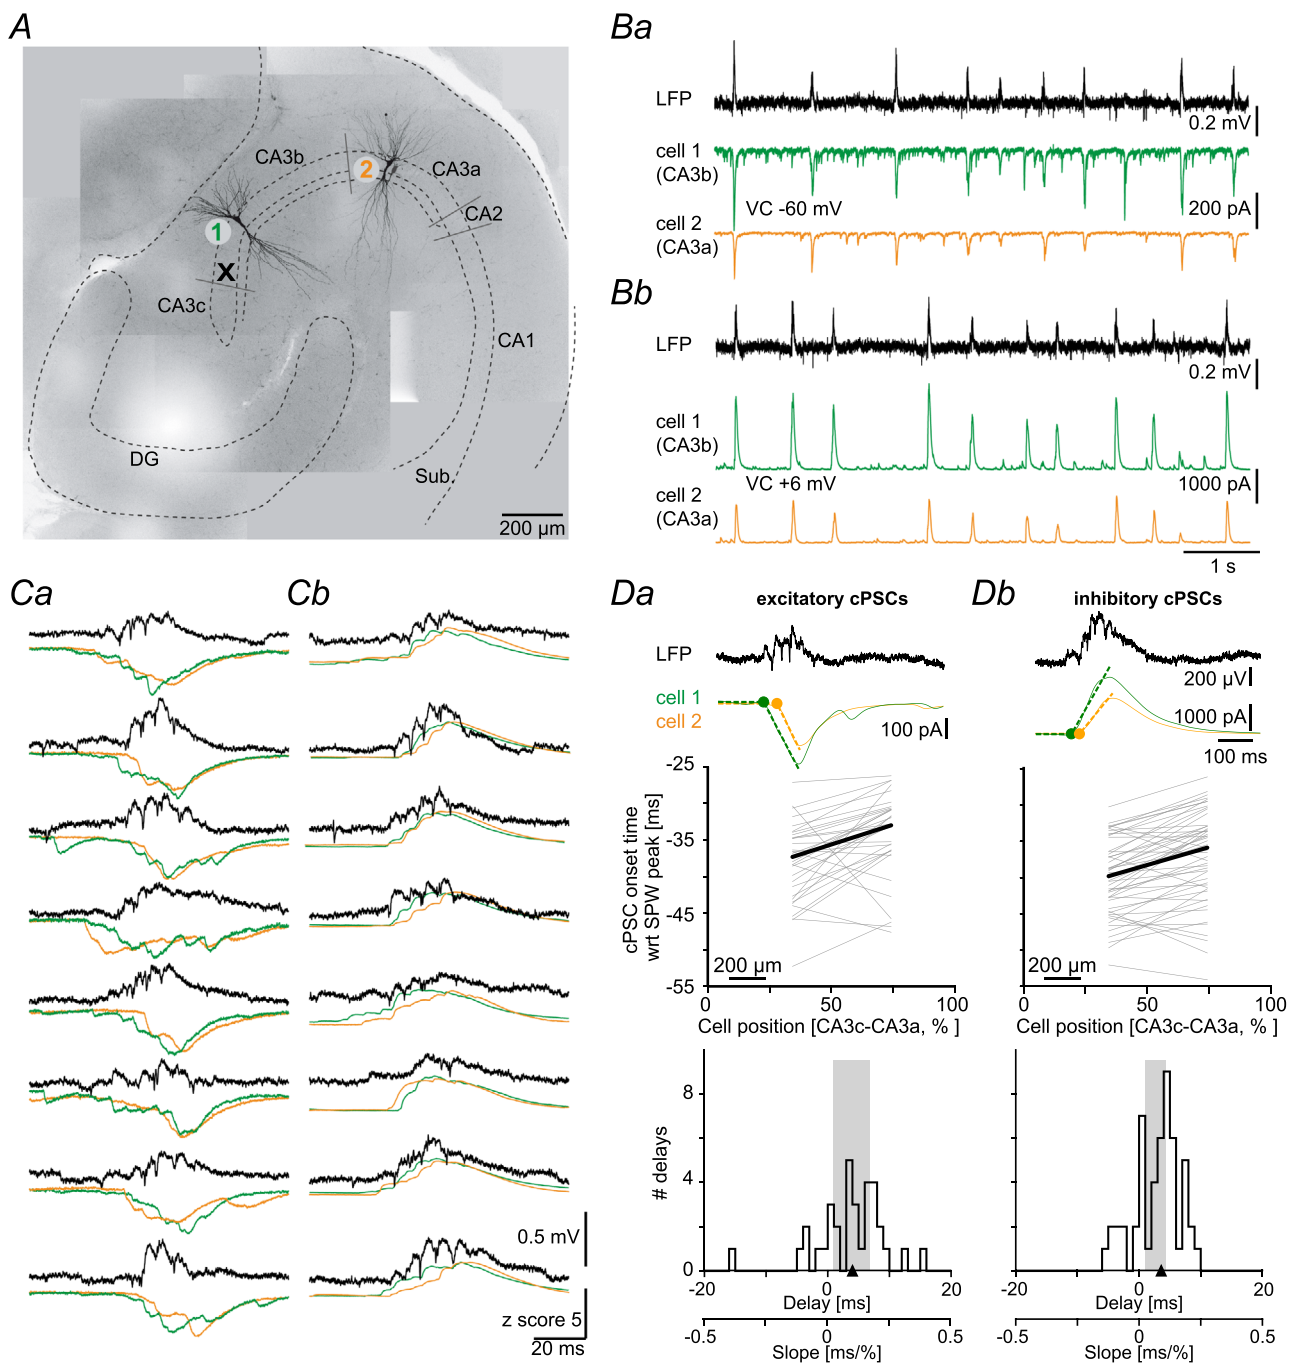 A
CA3b
2
CA3a
CA2
1
X
CA3c
CA1
DG
Sub.
200 µm
Ba
LFP
0.2 mV
cell 1
(CA3b)
VC -60 mV
200 pA
cell 2
(CA3a)
Bb
LFP
0.2 mV
cell 1
(CA3b)
VC +6 mV
1000 pA
cell 2
(CA3a)
1 s
Ca
Cb
0.5 mV
z score 5
20 ms
Da
excitatory cPSCs
LFP
cell 1
cell 2
100 pA
-25
-35
-45
-55
cPSC onset time
wrt SPW peak [ms]
200 µm
0
50
100
Cell position [CA3c-CA3a, % ]
# delays
8
4
0
-20
0
20
Delay [ms]
-0.5
0
0.5
Slope [ms/%]
Db
inhibitory cPSCs
200 µV
1000 pA
100 ms
200 µm
0
50
100
Cell position [CA3c-CA3a, % ]
-20
0
20
Delay [ms]
-0.5
0
0.5
Slope [ms/%]